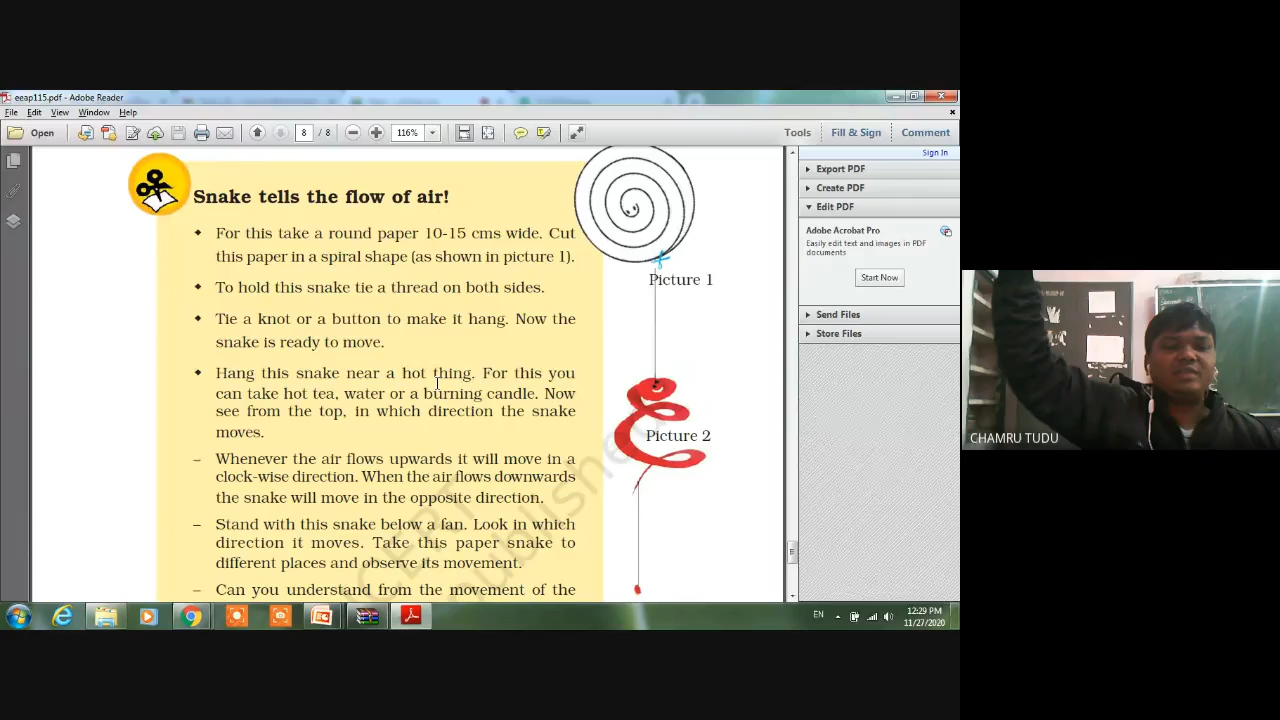 eeap115.pdf - Adobe Reader
File Edit View Window Help
Open 8 / 8 116% Tools Fill & Sign Comment
Sign In
Export PDF
Create PDF
Edit PDF
Adobe Acrobat Pro
Easily edit text and images in PDF
documents
Start Now
Send Files
Store Files
Snake tells the flow of air!
For this take a round paper 10-15 cms wide. Cut
this paper in a spiral shape (as shown in picture 1).
To hold this snake tie a thread on both sides.
Tie a knot or a button to make it hang. Now the
snake is ready to move.
Hang this snake near a hot thing. For this you
can take hot tea, water or a burning candle. Now
see from the top, in which direction the snake
moves.
– Whenever the air flows upwards it will move in a
clock-wise direction. When the air flows downwards
the snake will move in the opposite direction.
– Stand with this snake below a fan. Look in which
direction it moves. Take this paper snake to
different places and observe its movement.
– Can you understand from the movement of the
Picture 1
Picture 2
NCERT
published
CHAMRU TUDU
EN 12:29 PM
11/27/2020